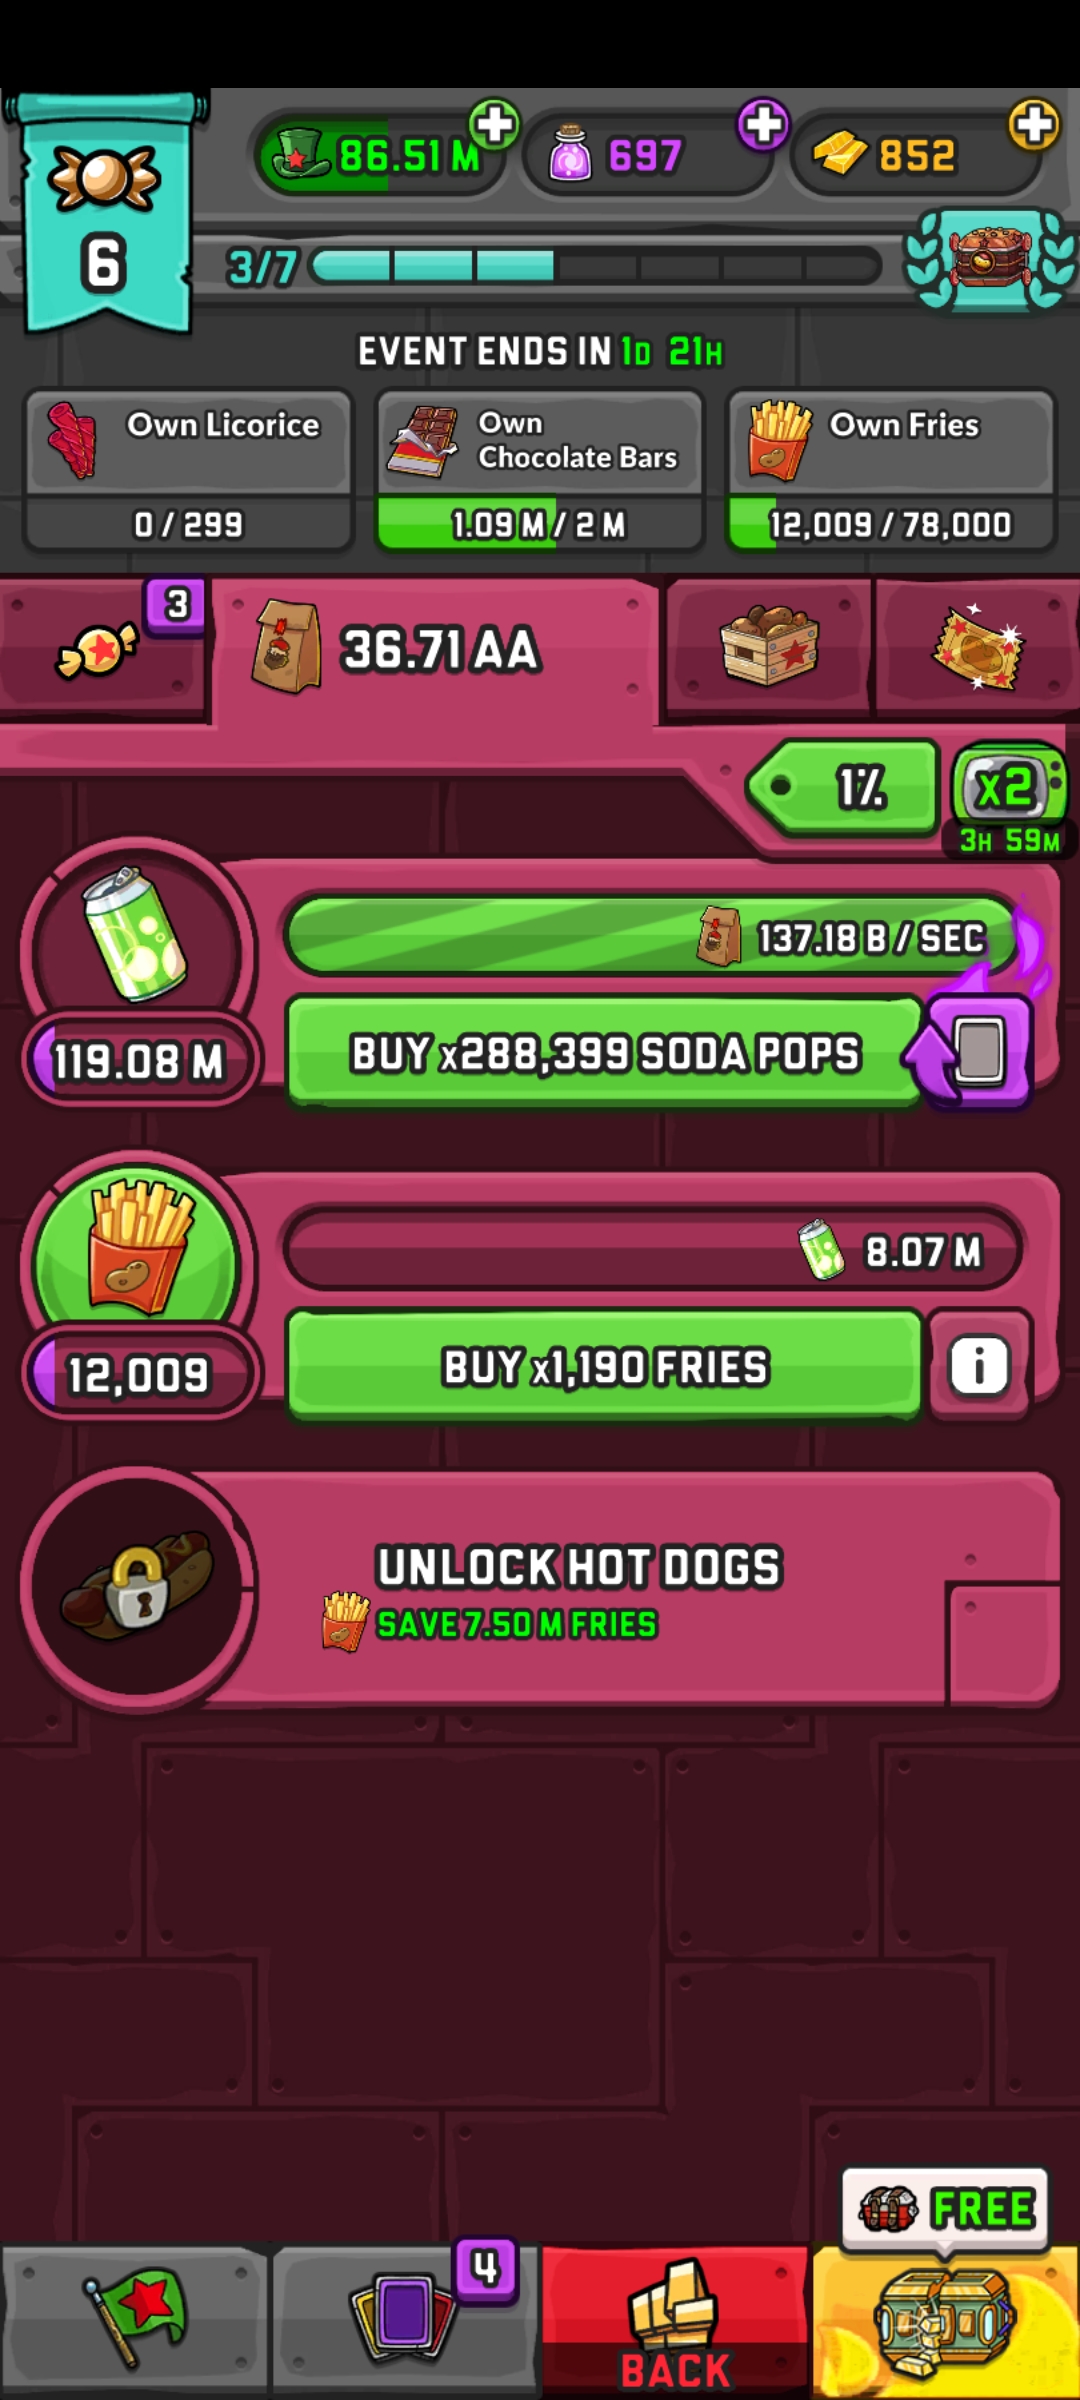 86.51 M
697
852
6
3/7
EVENT ENDS IN 1D 21H
Own Licorice
0 / 299
Own
Chocolate Bars
1.09 M / 2 M
Own Fries
12,009 / 78,000
3
36.71 AA
1%
x2
3H 59M
137.18 B / SEC
119.08 M
BUY x288,399 SODA POPS
8.07 M
12,009
BUY x1,190 FRIES
i
UNLOCK HOT DOGS
SAVE 7.50 M FRIES
FREE
4
BACK